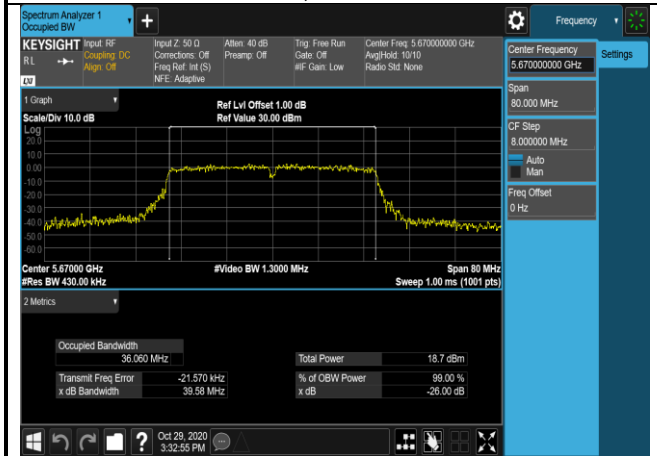 Spectrum Analyzer 1
Occupied BW
Frequency
KEYSIGHT Input: RF Input Z: 50 Ω Atten: 40 dB Trig: Free Run Center Freq: 5.670000000 GHz
RL Coupling: DC Corrections: Off Preamp: Off Gate: Off Avg|Hold: 10/10
Align: Off Freq Ref: Int (S) #IF Gain: Low Radio Std: None
LXI NFE: Adaptive
Center Frequency
5.670000000 GHz
Settings
Span
80.000 MHz
CF Step
8.000000 MHz
Auto
Man
Freq Offset
0 Hz
1 Graph
Ref Lvl Offset 1.00 dB
Scale/Div 10.0 dB Ref Value 30.00 dBm
Log
20.0
10.0
0.00
-10.0
-20.0
-30.0
-40.0
-50.0
-60.0
Center 5.67000 GHz #Video BW 1.3000 MHz Span 80 MHz
#Res BW 430.00 kHz Sweep 1.00 ms (1001 pts)
2 Metrics
Occupied Bandwidth
36.060 MHz Total Power 18.7 dBm
Transmit Freq Error -21.570 kHz % of OBW Power 99.00 %
x dB Bandwidth 39.58 MHz x dB -26.00 dB
? Oct 29, 2020
3:32:55 PM